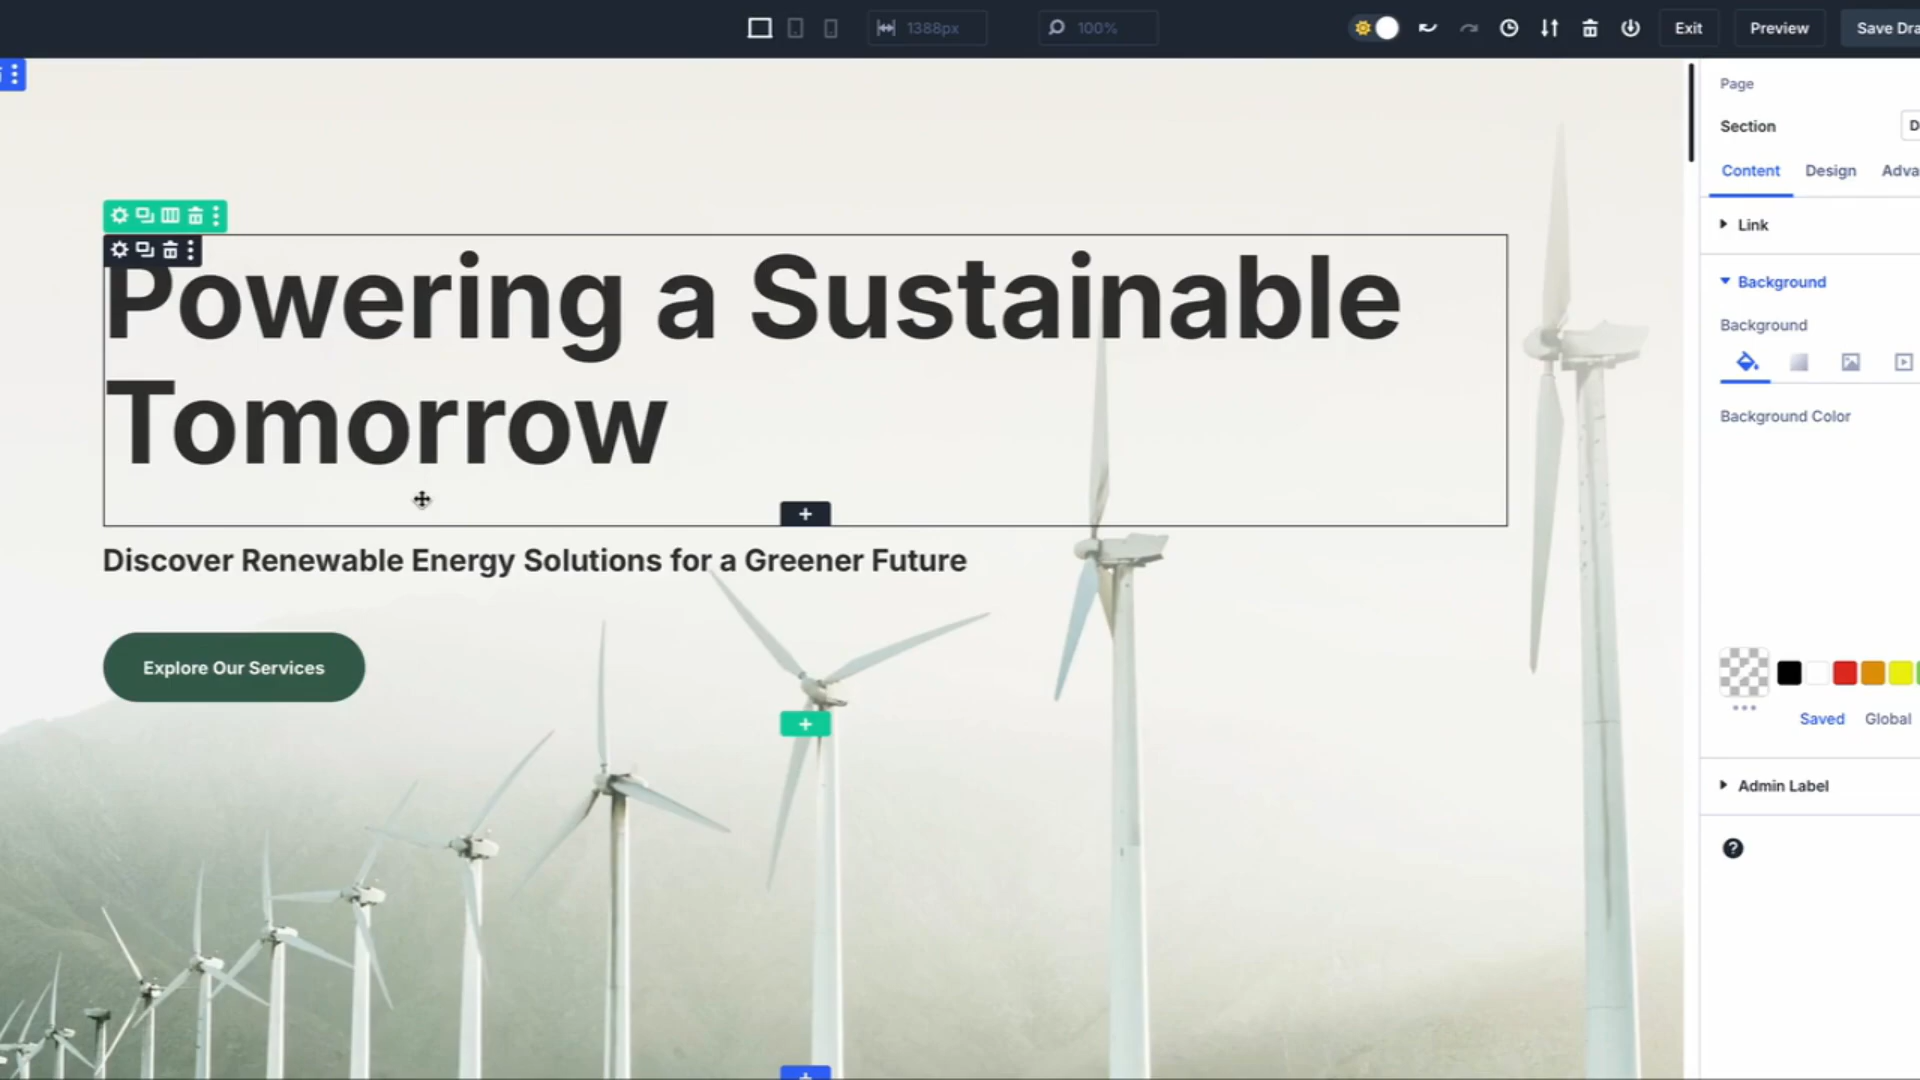 1388px
100%
Exit
Preview
Save Dra
Page
Section
D
Content
Design
Adva
Link
Background
Background
Background Color
Saved
Global
Admin Label
Powering a Sustainable
Tomorrow
Discover Renewable Energy Solutions for a Greener Future
Explore Our Services